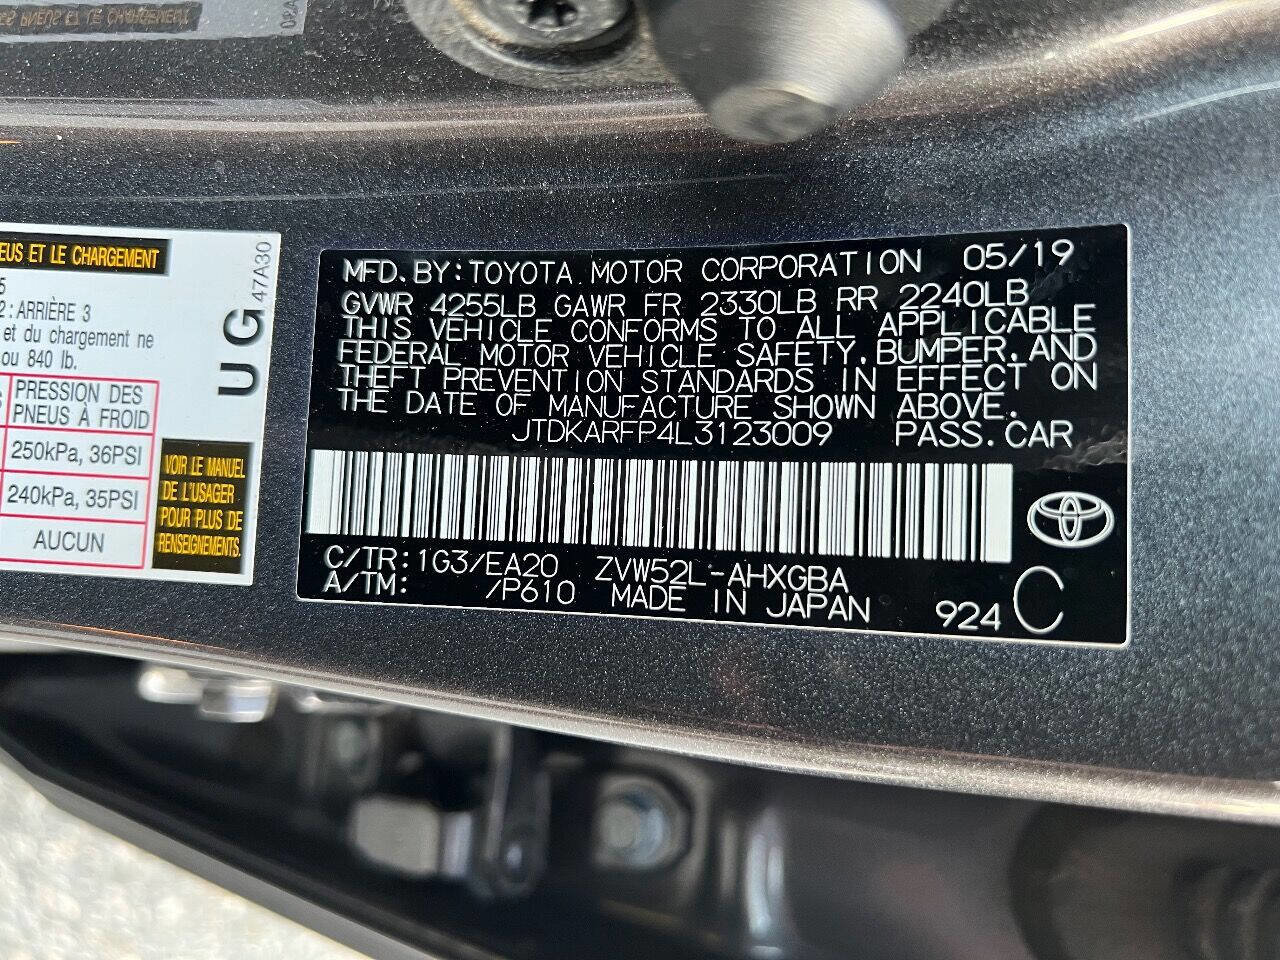 EUS ET LE CHARGEMENT
5
2 : ARRIÈRE 3
et du chargement ne
ou 840 lb.
PRESSION DES
PNEUS À FROID
250kPa, 36PSI
240kPa, 35PSI
AUCUN
UG
47A30
VOIR LE MANUEL
DE L'USAGER
POUR PLUS DE
RENSEIGNEMENTS.
MFD. BY: TOYOTA MOTOR CORPORATION 05/19
GVWR 4255LB GAWR FR 2330LB RR 2240LB
THIS VEHICLE CONFORMS TO ALL APPLICABLE
FEDERAL MOTOR VEHICLE SAFETY, BUMPER, AND
THEFT PREVENTION STANDARDS IN EFFECT ON
THE DATE OF MANUFACTURE SHOWN ABOVE.
JTDKARFP4L3123009 PASS. CAR
C/TR: 1G3/EA20 ZVW52L-AHXGBA
A/TM: /P610 MADE IN JAPAN 924 C